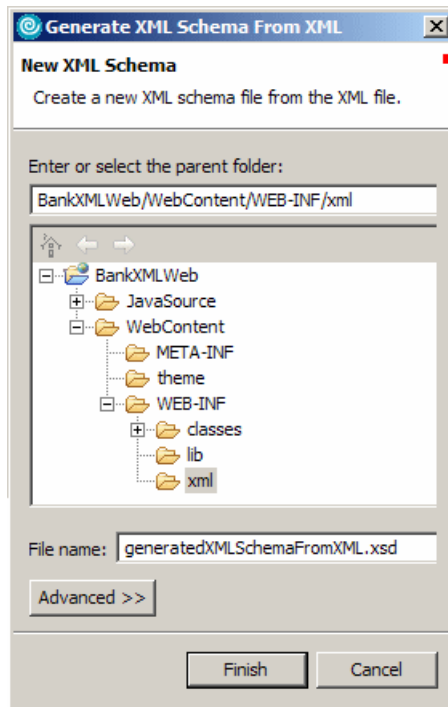 Generate XML Schema From XML
New XML Schema
Create a new XML schema file from the XML file.
Enter or select the parent folder:
BankXMLWeb/WebContent/WEB-INF/xml
BankXMLWeb
JavaSource
WebContent
META-INF
theme
WEB-INF
classes
lib
xml
File name: generatedXMLSchemaFromXML.xsd
Advanced >>
Finish Cancel